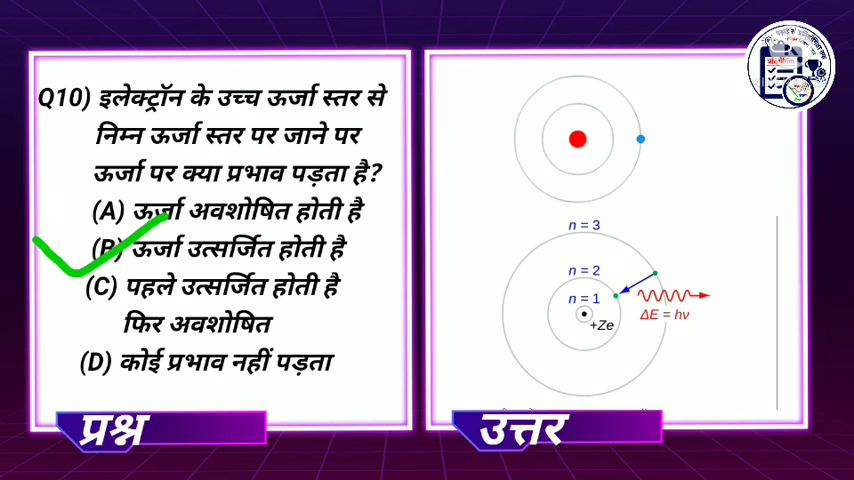 Q10) इलेक्ट्रॉन के उच्च ऊर्जा स्तर से
निम्न ऊर्जा स्तर पर जाने पर
ऊर्जा पर क्या प्रभाव पड़ता है?
(A) ऊर्जा अवशोषित होती है
(B) ऊर्जा उत्सर्जित होती है
(C) पहले उत्सर्जित होती है
फिर अवशोषित
(D) कोई प्रभाव नहीं पड़ता
प्रश्न
n = 3
n = 2
n = 1
+Ze
ΔE = hν
उत्तर